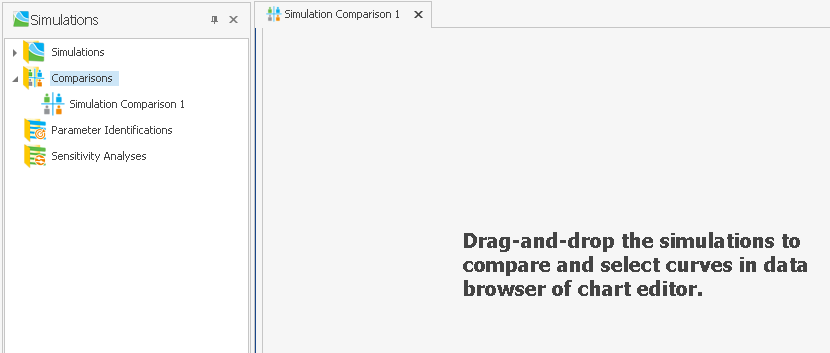 Simulations
Simulation Comparison 1
Simulations
Comparisons
Simulation Comparison 1
Parameter Identifications
Sensitivity Analyses
Drag-and-drop the simulations to
compare and select curves in data
browser of chart editor.